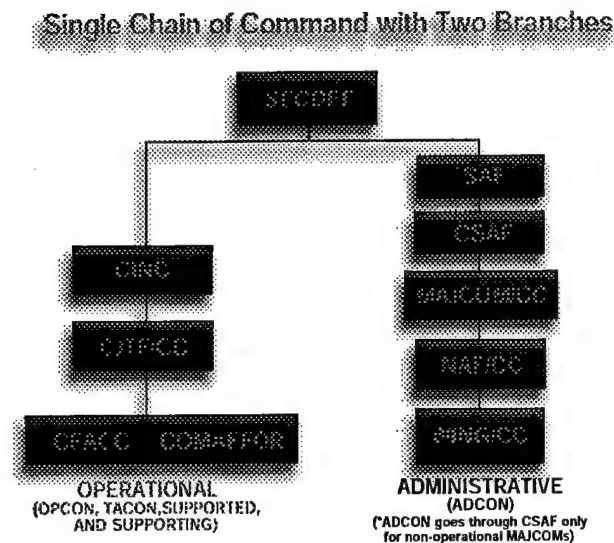 Single Chain of Command with Two Branches
SECDEF
SAF
CSAF
CINC
MAJCOM/CC
CJTF/CC
NAF/CC
CFACC COMAFFOR
WING/CC
OPERATIONAL
(OPCON, TACON,SUPPORTED,
AND SUPPORTING)
ADMINISTRATIVE
(ADCON)
(*ADCON goes through CSAF only
for non-operational MAJCOMs)